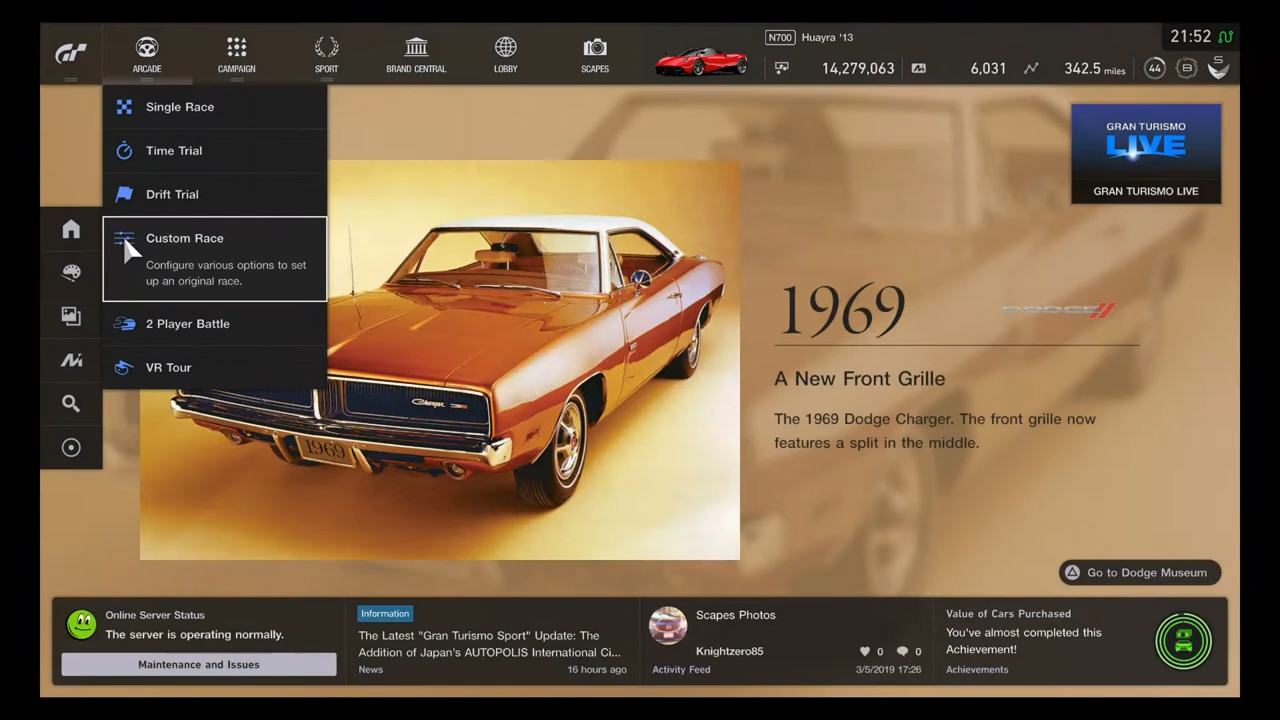 N700 Huayra '13
21:52
ARCADE
CAMPAIGN
SPORT
BRAND CENTRAL
LOBBY
SCAPES
14,279,063
6,031
342.5 miles
44
B
S
Single Race
Time Trial
Drift Trial
Custom Race
Configure various options to set
up an original race.
2 Player Battle
VR Tour
GRAN TURISMO
LIVE
GRAN TURISMO LIVE
Charger
1969
1969
DODGE
A New Front Grille
The 1969 Dodge Charger. The front grille now
features a split in the middle.
Go to Dodge Museum
Online Server Status
The server is operating normally.
Maintenance and Issues
Information
The Latest "Gran Turismo Sport" Update: The
Addition of Japan's AUTOPOLIS International Ci...
News
16 hours ago
Scapes Photos
Knightzero85
0
0
Activity Feed
3/5/2019 17:26
Value of Cars Purchased
You've almost completed this
Achievement!
Achievements